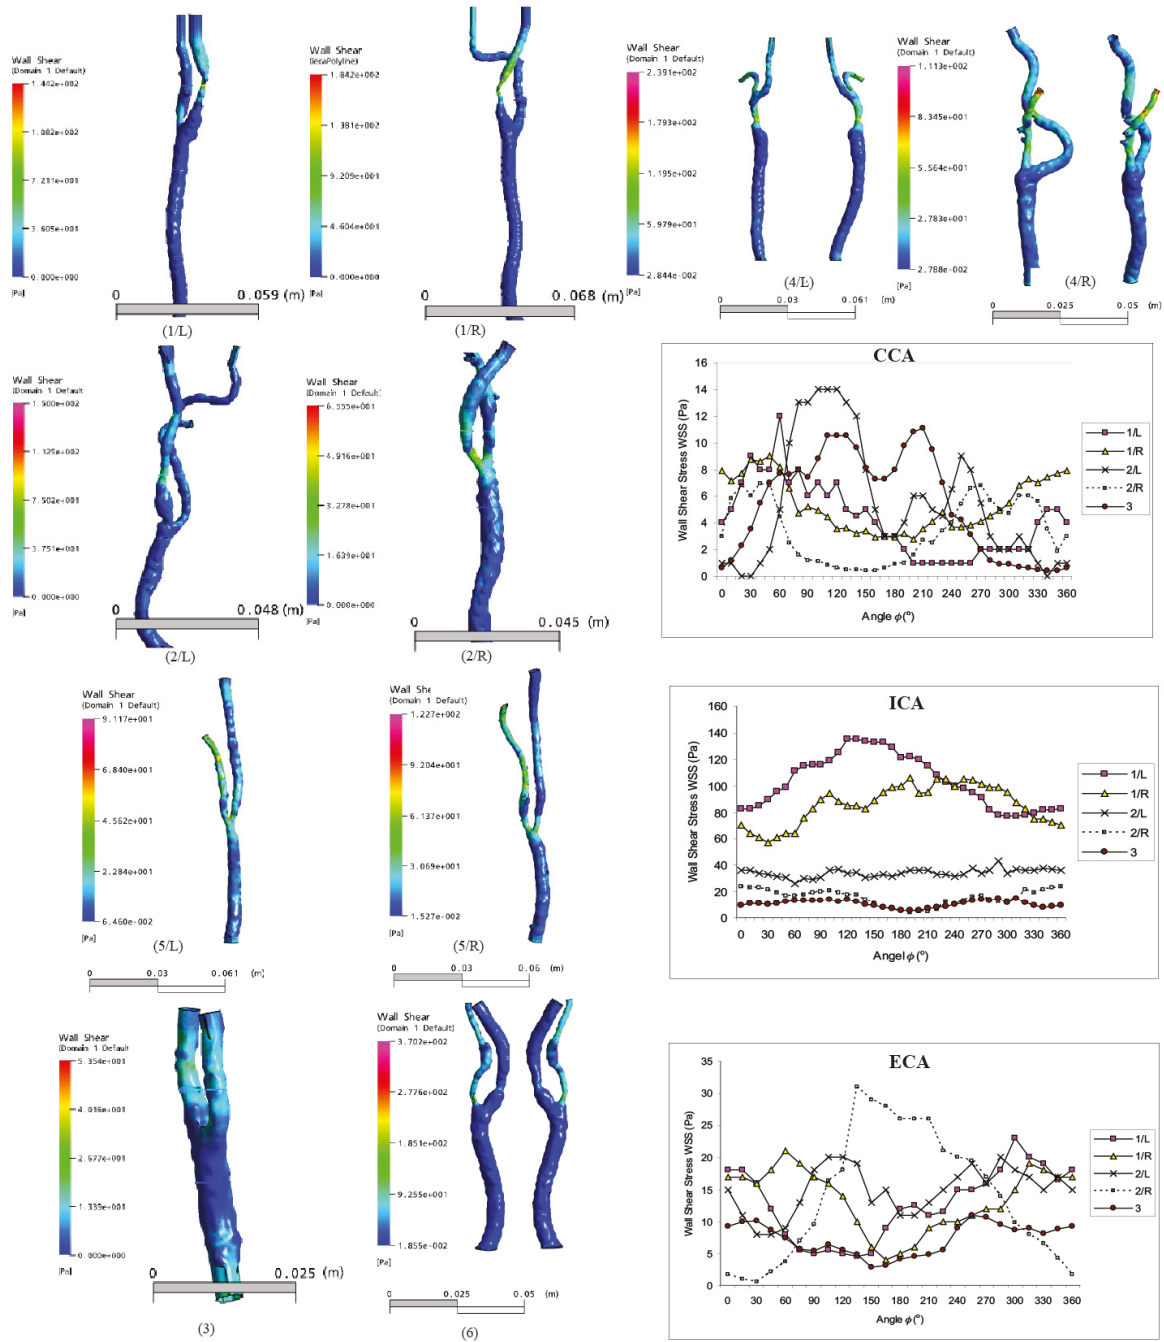 Wall Shear
(Domain 1 Default)
1.442e+002
1.082e+002
7.211e+001
3.605e+001
0.000e+000
[Pa]
0 0.059 (m)
(1/L)
Wall Shear
1.842e+002
1.381e+002
9.209e+001
4.604e+001
0.000e+000
[Pa]
0 0.068 (m)
(1/R)
Wall Shear
(Domain 1 Default)
2.391e+002
1.793e+002
1.195e+002
5.979e+001
2.844e-002
[Pa]
(4/L)
0 0.03 0.061 (m)
Wall Shear
(Domain 1 Default)
1.113e+002
8.345e+001
5.564e+001
2.783e+001
2.788e-002
[Pa]
(4/R)
0 0.025 0.05 (m)
Wall Shear
(Domain 1 Default)
1.500e+002
1.125e+002
7.502e+001
3.751e+001
0.000e+000
[Pa]
0 0.048 (m)
(2/L)
Wall Shear
(Domain 1 Default)
6.555e+001
4.916e+001
3.278e+001
1.639e+001
0.000e+000
[Pa]
0 0.045 (m)
(2/R)
CCA
Wall Shear Stress WSS (Pa)
16
14
12
10
8
6
4
2
0
0 30 60 90 120 150 180 210 240 270 300 330 360
Angle ϕ(°)
1/L
1/R
2/L
2/R
3
Wall Shear
(Domain 1 Default)
9.117e+001
6.840e+001
4.562e+001
2.284e+001
6.460e-002
[Pa]
(5/L)
0 0.03 0.061 (m)
Wall She
(Domain 1 Default)
1.227e+002
9.204e+001
6.137e+001
3.069e+001
1.527e-002
[Pa]
(5/R)
0 0.03 0.06 (m)
ICA
Wall Shear Stress WSS (Pa)
160
140
120
100
80
60
40
20
0
0 30 60 90 120 150 180 210 240 270 300 330 360
Angel ϕ(°)
1/L
1/R
2/L
2/R
3
Wall Shear
(Domain 1 Default)
5.354e+001
4.016e+001
2.677e+001
1.339e+001
0.000e+000
[Pa]
0 0.025 (m)
(3)
Wall Shear
(Domain 1 Default)
3.702e+002
2.776e+002
1.851e+002
9.255e+001
1.855e-002
[Pa]
0 0.025 0.05 (m)
(6)
ECA
Wall Shear Stress WSS (Pa)
35
30
25
20
15
10
5
0
0 30 60 90 120 150 180 210 240 270 300 330 360
Angle ϕ(°)
1/L
1/R
2/L
2/R
3